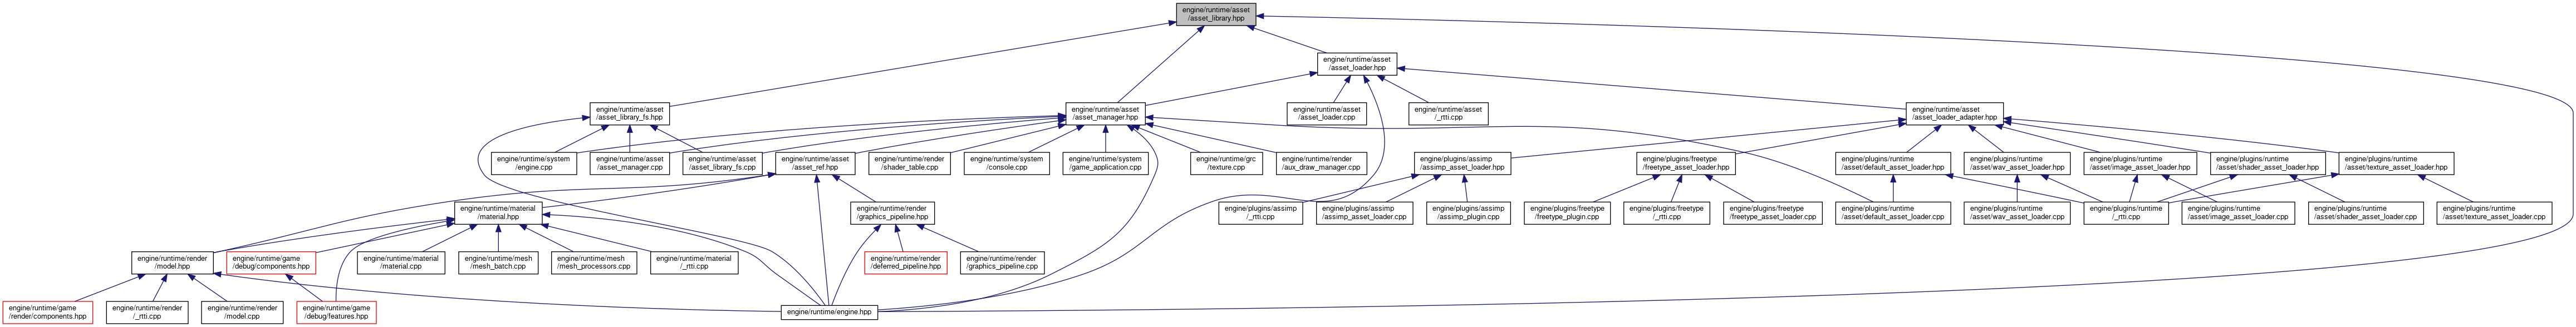 engine/runtime/asset
/asset_library.hpp
engine/runtime/asset
/asset_loader.hpp
engine/runtime/asset
/asset_library_fs.hpp
engine/runtime/asset
/asset_manager.hpp
engine/runtime/asset
/asset_loader.cpp
engine/runtime/asset
/_rtti.cpp
engine/runtime/asset
/asset_loader_adapter.hpp
engine/runtime/system
/engine.cpp
engine/runtime/asset
/asset_manager.cpp
engine/runtime/asset
/asset_library_fs.cpp
engine/runtime/asset
/asset_ref.hpp
engine/runtime/render
/shader_table.cpp
engine/runtime/system
/console.cpp
engine/runtime/system
/game_application.cpp
engine/runtime/grc
/texture.cpp
engine/runtime/render
/aux_draw_manager.cpp
engine/plugins/assimp
/assimp_asset_loader.hpp
engine/plugins/freetype
/freetype_asset_loader.hpp
engine/plugins/runtime
/asset/default_asset_loader.hpp
engine/plugins/runtime
/asset/wav_asset_loader.hpp
engine/plugins/runtime
/asset/image_asset_loader.hpp
engine/plugins/runtime
/asset/shader_asset_loader.hpp
engine/plugins/runtime
/asset/texture_asset_loader.hpp
engine/runtime/material
/material.hpp
engine/runtime/render
/graphics_pipeline.hpp
engine/plugins/assimp
/_rtti.cpp
engine/plugins/assimp
/assimp_asset_loader.cpp
engine/plugins/assimp
/assimp_plugin.cpp
engine/plugins/freetype
/freetype_plugin.cpp
engine/plugins/freetype
/_rtti.cpp
engine/plugins/freetype
/freetype_asset_loader.cpp
engine/plugins/runtime
/asset/default_asset_loader.cpp
engine/plugins/runtime
/asset/wav_asset_loader.cpp
engine/plugins/runtime
/_rtti.cpp
engine/plugins/runtime
/asset/image_asset_loader.cpp
engine/plugins/runtime
/asset/shader_asset_loader.cpp
engine/plugins/runtime
/asset/texture_asset_loader.cpp
engine/runtime/render
/model.hpp
engine/runtime/game
/debug/components.hpp
engine/runtime/material
/material.cpp
engine/runtime/mesh
/mesh_batch.cpp
engine/runtime/mesh
/mesh_processors.cpp
engine/runtime/material
/_rtti.cpp
engine/runtime/render
/deferred_pipeline.hpp
engine/runtime/render
/graphics_pipeline.cpp
engine/runtime/game
/render/components.hpp
engine/runtime/render
/_rtti.cpp
engine/runtime/render
/model.cpp
engine/runtime/game
/debug/features.hpp
engine/runtime/engine.hpp